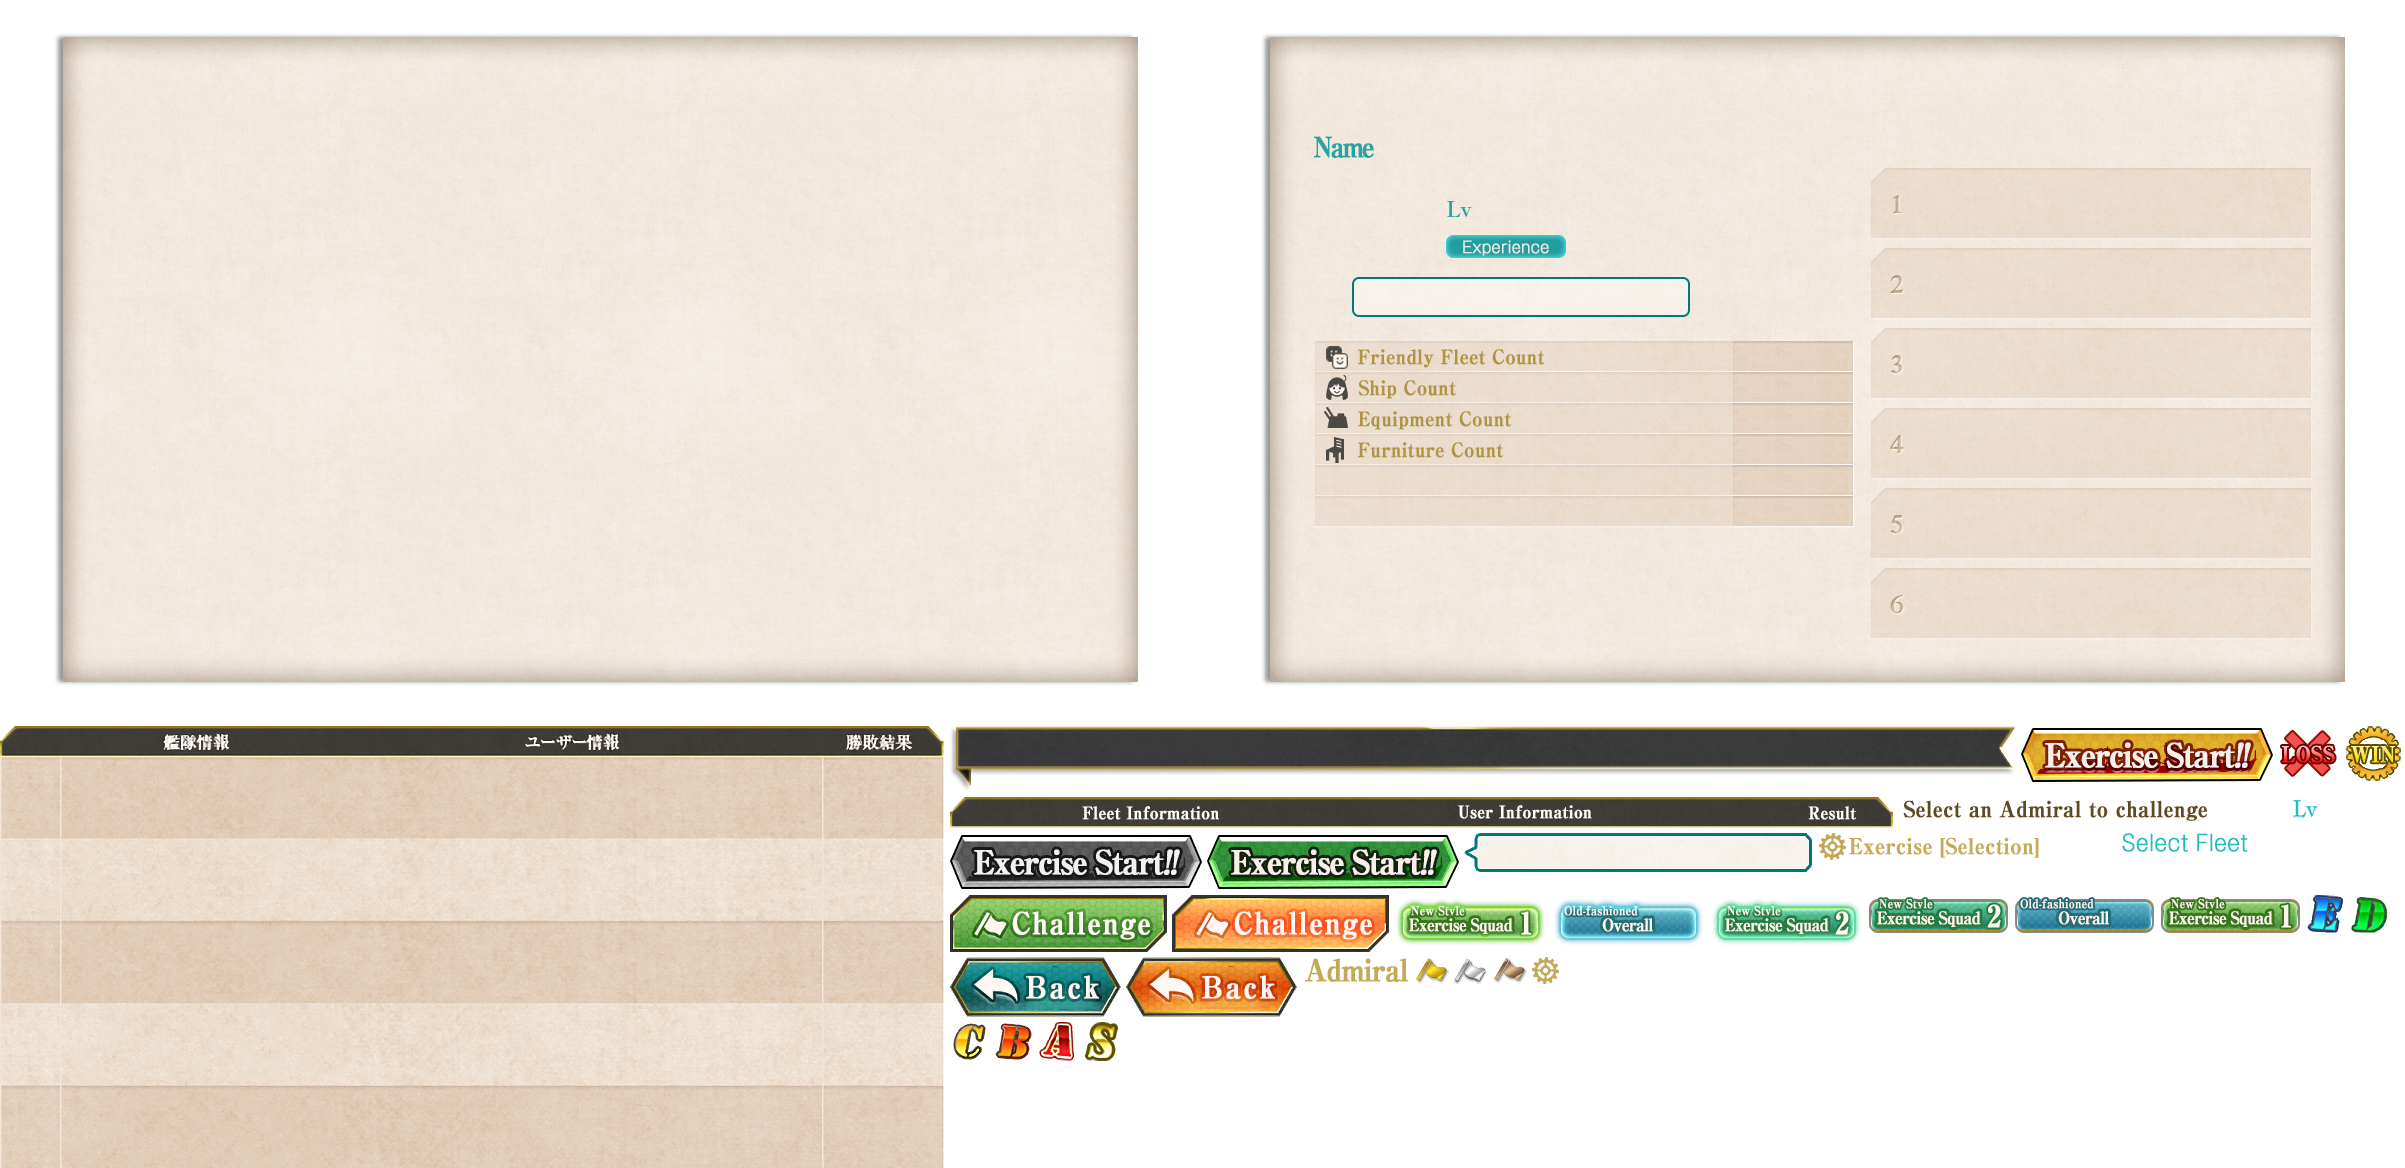 Name
Lv
Experience
Friendly Fleet Count
Ship Count
Equipment Count
Furniture Count
1
2
3
4
5
6
艦隊情報 ユーザー情報 勝敗結果
Exercise Start!!
LOSS
WIN
Fleet Information User Information Result
Select an Admiral to challenge
Lv
Exercise Start!!
Exercise Start!!
Exercise [Selection]
Select Fleet
Challenge
Challenge
New Style
Exercise Squad 1
Old-fashioned
Overall
New Style
Exercise Squad 2
New Style
Exercise Squad 2
Old-fashioned
Overall
New Style
Exercise Squad 1
E
D
Back
Back
Admiral
C B A S